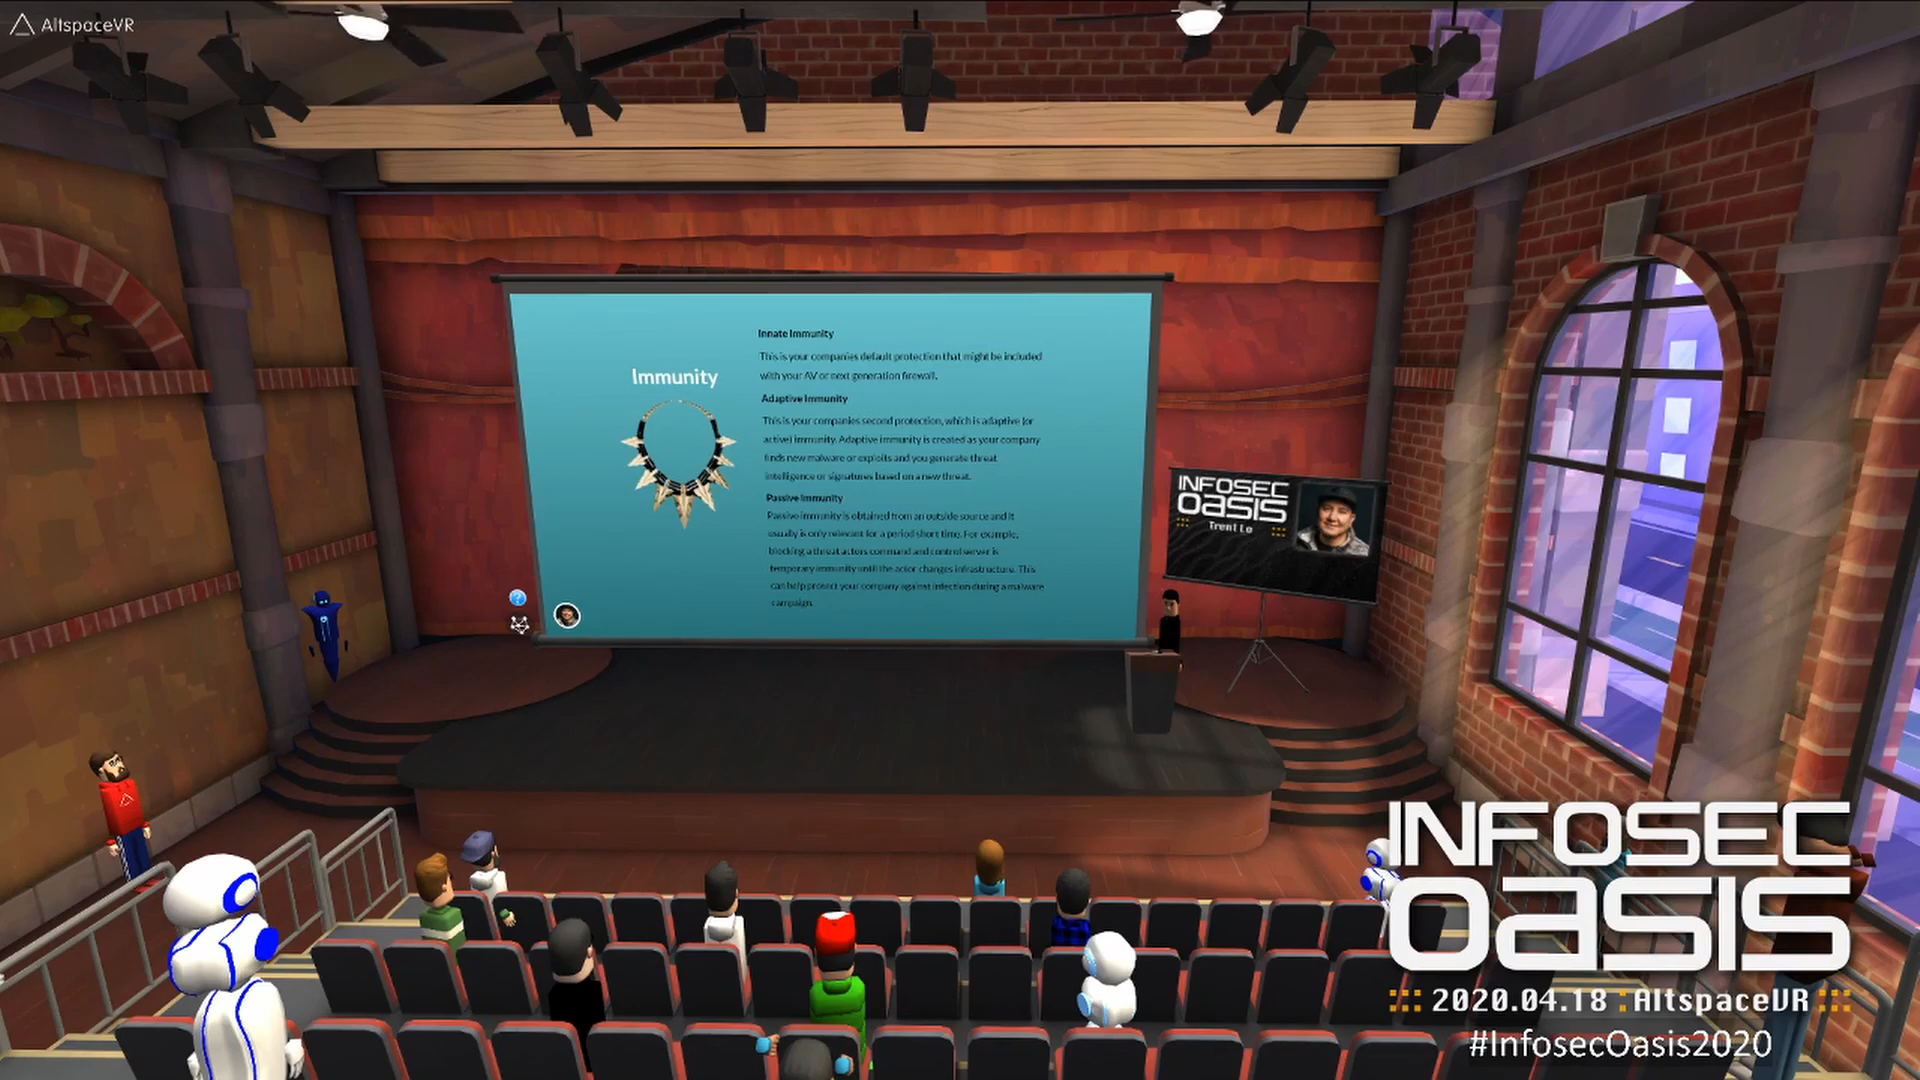 AltspaceVR
Immunity
Innate Immunity
This is your companies default protection that might be included
with your AV or next generation firewall.
Adaptive Immunity
This is your companies second protection, which is adaptive (or
active) immunity. Adaptive immunity is created as your company
finds new malware or exploits and you generate threat
intelligence or signatures based on a new threat.
Passive Immunity
Passive immunity is obtained from an outside source and it
usually is only relevant for a period short time. For example,
blocking a threat actors command and control server is
temporary immunity until the actor changes infrastructure. This
can help protect your company against infection during a malware
campaign.
INFOSEC
OASIS
Trent Lo
INFOSEC
OASIS
2020.04.18 : AltspaceVR
#InfosecOasis2020